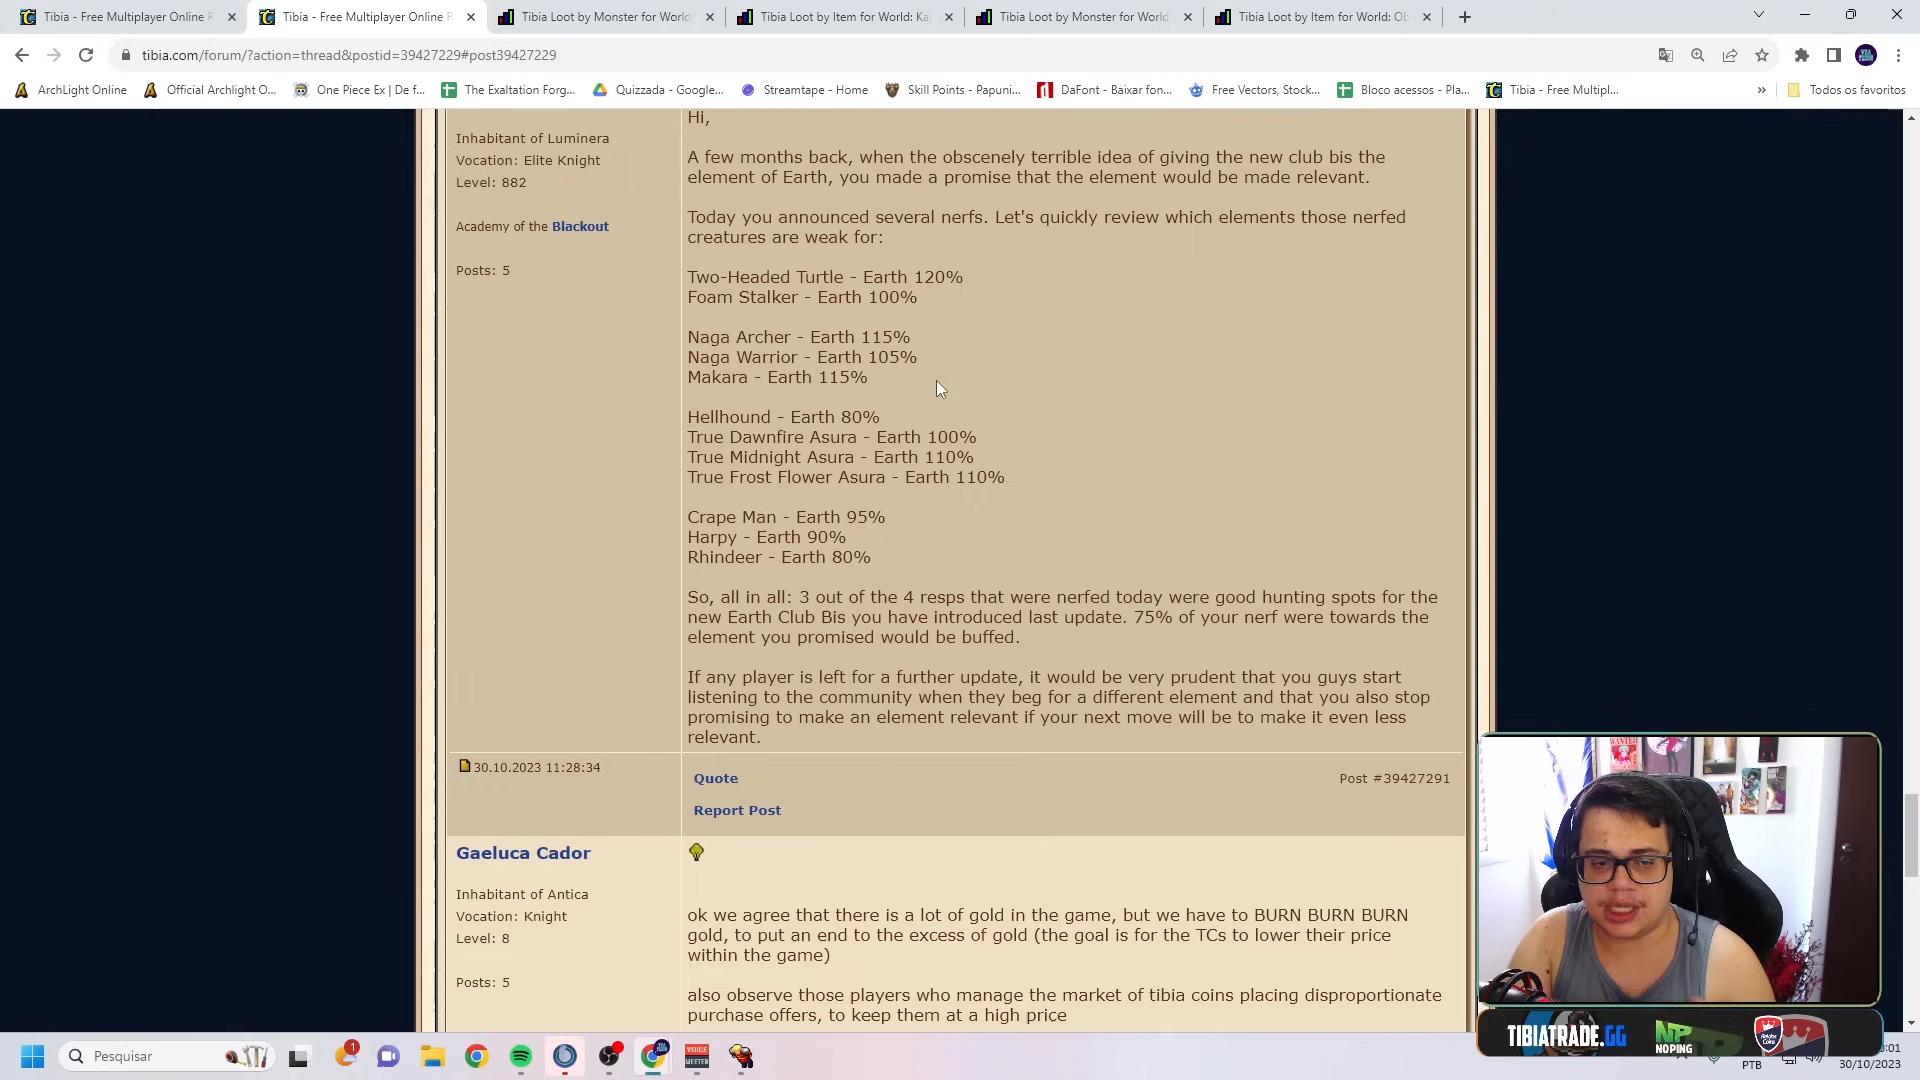 Tibia - Free Multiplayer Online R
Tibia - Free Multiplayer Online R
Tibia Loot by Monster for World
Tibia Loot by Item for World: Ka
Tibia Loot by Monster for World
Tibia Loot by Item for World: Ob
tibia.com/forum/?action=thread&postid=39427229#post39427229
ArchLight Online
Official Archlight O...
One Piece Ex | De f...
The Exaltation Forg...
Quizzada - Google...
Streamtape - Home
Skill Points - Papuni...
DaFont - Baixar fon...
Free Vectors, Stock...
Bloco acessos - Pla...
Tibia - Free Multipl...
»
Todos os favoritos
Inhabitant of Luminera
Vocation: Elite Knight
Level: 882
Academy of the Blackout
Posts: 5
Hi,
A few months back, when the obscenely terrible idea of giving the new club bis the
element of Earth, you made a promise that the element would be made relevant.
Today you announced several nerfs. Let's quickly review which elements those nerfed
creatures are weak for:
Two-Headed Turtle - Earth 120%
Foam Stalker - Earth 100%
Naga Archer - Earth 115%
Naga Warrior - Earth 105%
Makara - Earth 115%
Hellhound - Earth 80%
True Dawnfire Asura - Earth 100%
True Midnight Asura - Earth 110%
True Frost Flower Asura - Earth 110%
Crape Man - Earth 95%
Harpy - Earth 90%
Rhindeer - Earth 80%
So, all in all: 3 out of the 4 resps that were nerfed today were good hunting spots for the
new Earth Club Bis you have introduced last update. 75% of your nerf were towards the
element you promised would be buffed.
If any player is left for a further update, it would be very prudent that you guys start
listening to the community when they beg for a different element and that you also stop
promising to make an element relevant if your next move will be to make it even less
relevant.
30.10.2023 11:28:34
Quote
Post #39427291
Report Post
Gaeluca Cador
Inhabitant of Antica
Vocation: Knight
Level: 8
Posts: 5
ok we agree that there is a lot of gold in the game, but we have to BURN BURN BURN
gold, to put an end to the excess of gold (the goal is for the TCs to lower their price
within the game)
also observe those players who manage the market of tibia coins placing disproportionate
purchase offers, to keep them at a high price
WANTED
TIBIATRADE.GG
NP
NOPING
Pesquisar
1
VOICE
MEETER
PTB
:01
30/10/2023